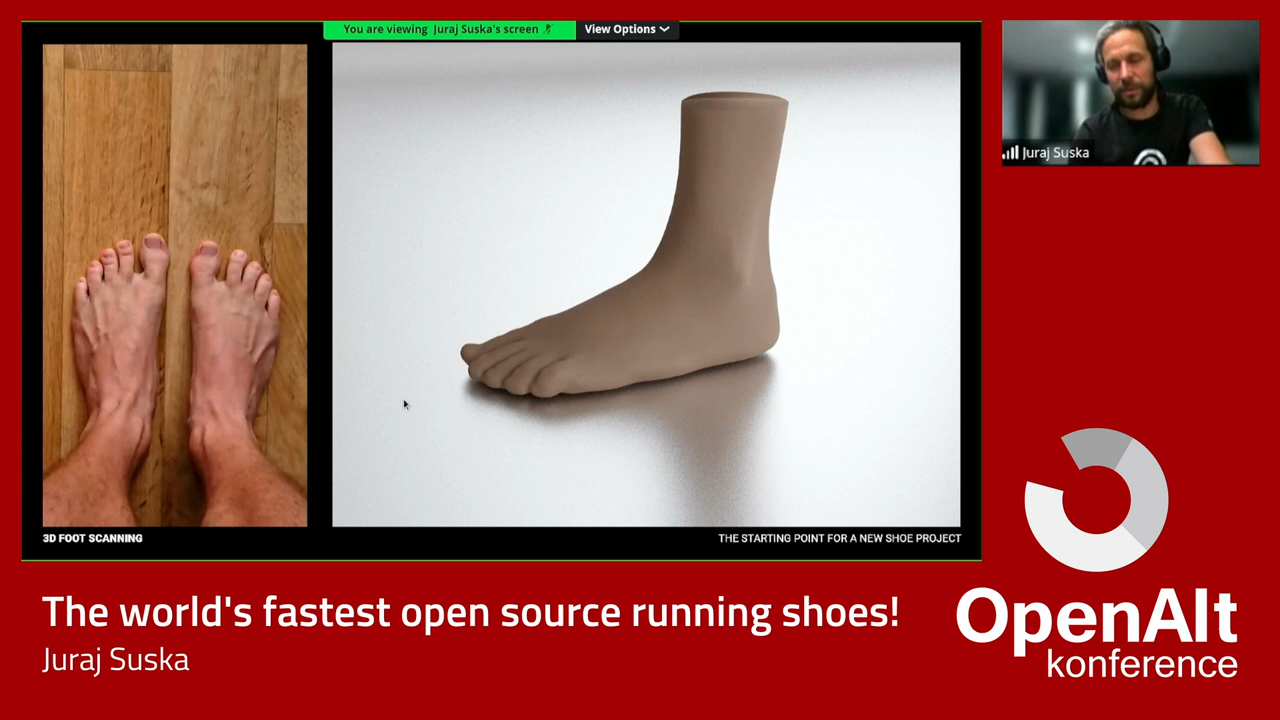 You are viewing Juraj Suska's screen
View Options
Juraj Suska
3D FOOT SCANNING
THE STARTING POINT FOR A NEW SHOE PROJECT
The world's fastest open source running shoes!
Juraj Suska
OpenAlt
konference